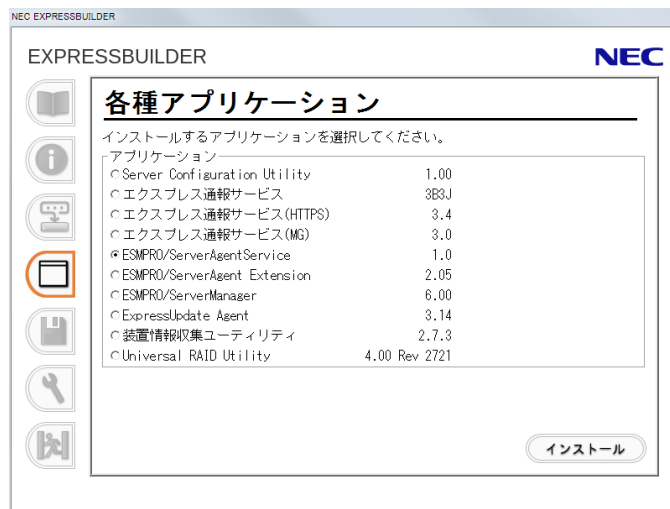 NEC EXPRESSBUILDER
EXPRESSBUILDER
NEC
各種アプリケーション
インストールするアプリケーションを選択してください。
アプリケーション
Server Configuration Utility 1.00
エクスプレス通報サービス 3B3J
エクスプレス通報サービス(HTTPS) 3.4
エクスプレス通報サービス(MG) 3.0
ESMPRO/ServerAgentService 1.0
ESMPRO/ServerAgent Extension 2.05
ESMPRO/ServerManager 6.00
ExpressUpdate Agent 3.14
装置情報収集ユーティリティ 2.7.3
Universal RAID Utility 4.00 Rev 2721
インストール